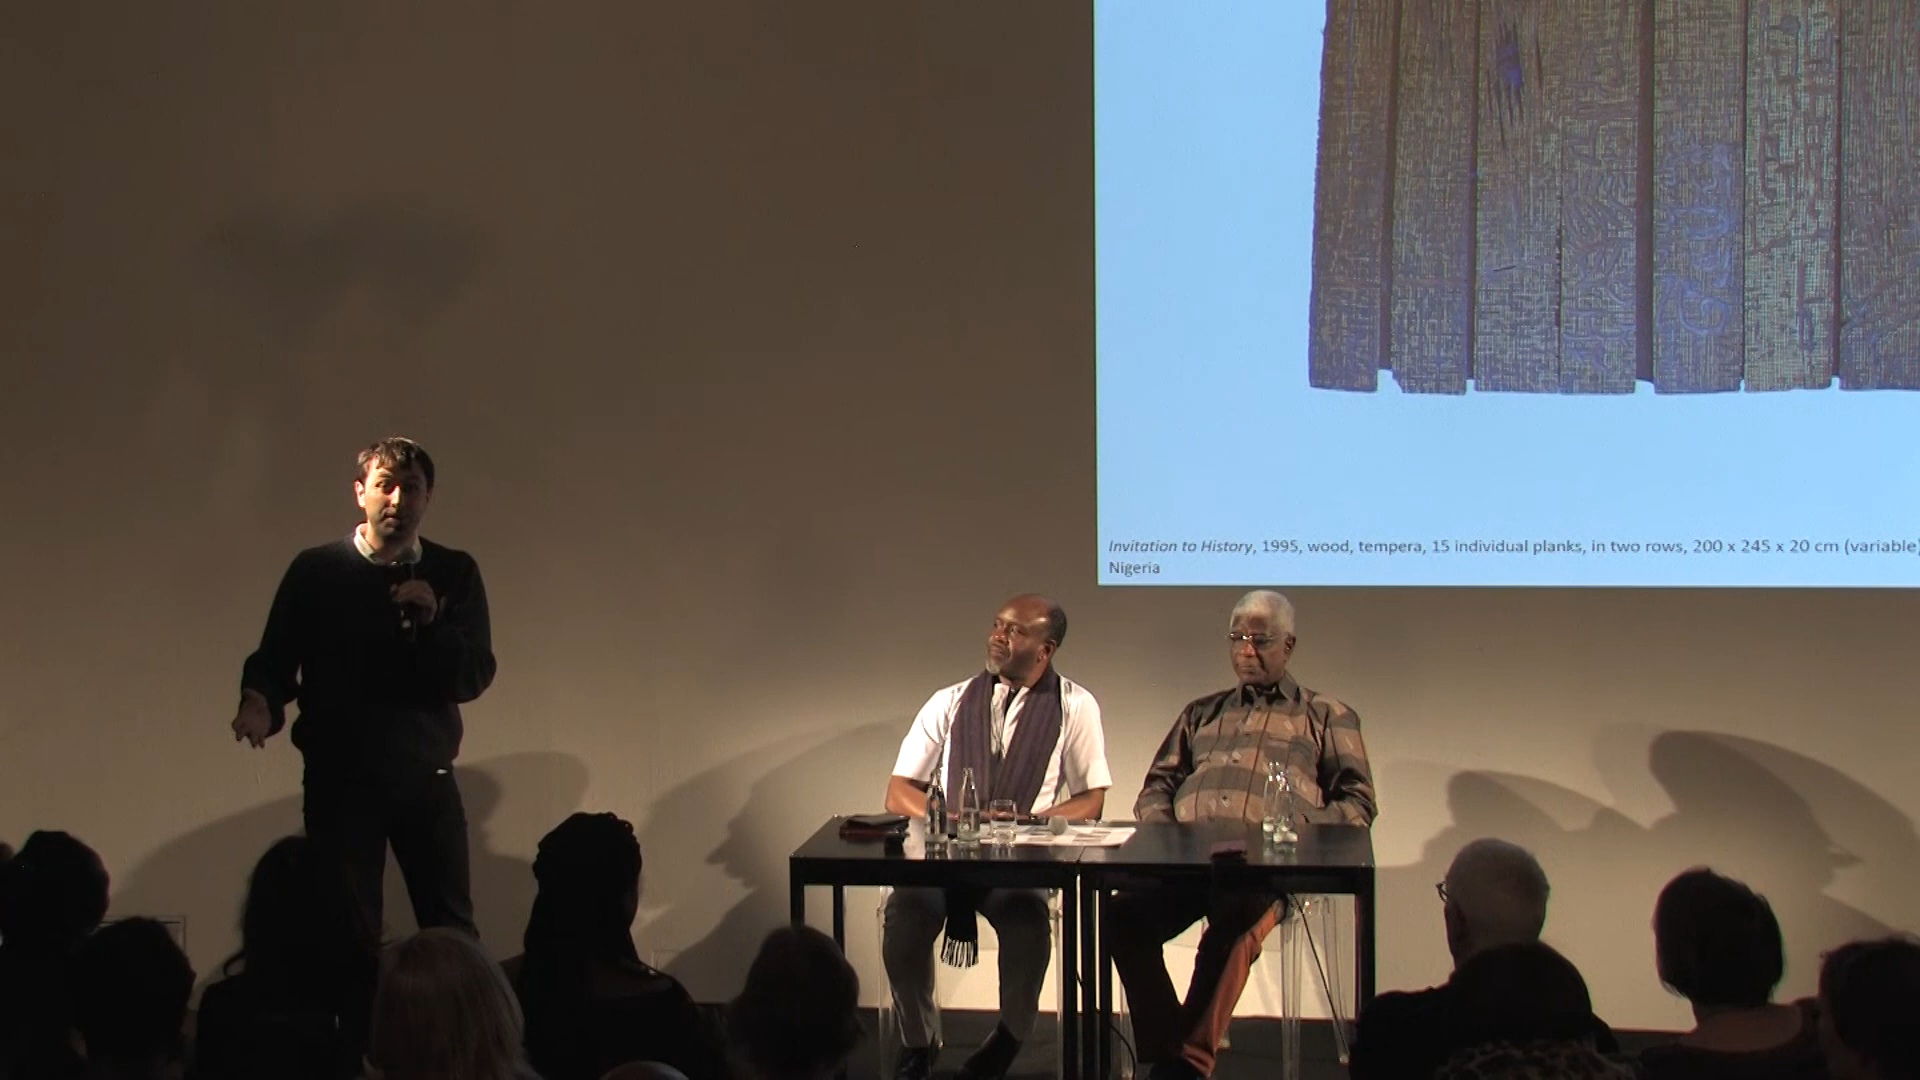 Invitation to History, 1995, wood, tempera, 15 individual planks, in two rows, 200 x 245 x 20 cm (variable)
Nigeria